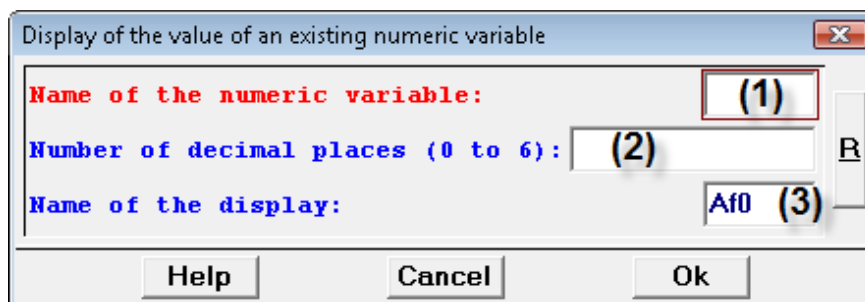 Display of the value of an existing numeric variable
Name of the numeric variable: (1)
Number of decimal places (0 to 6): (2)
R
Name of the display: Af0 (3)
Help Cancel Ok